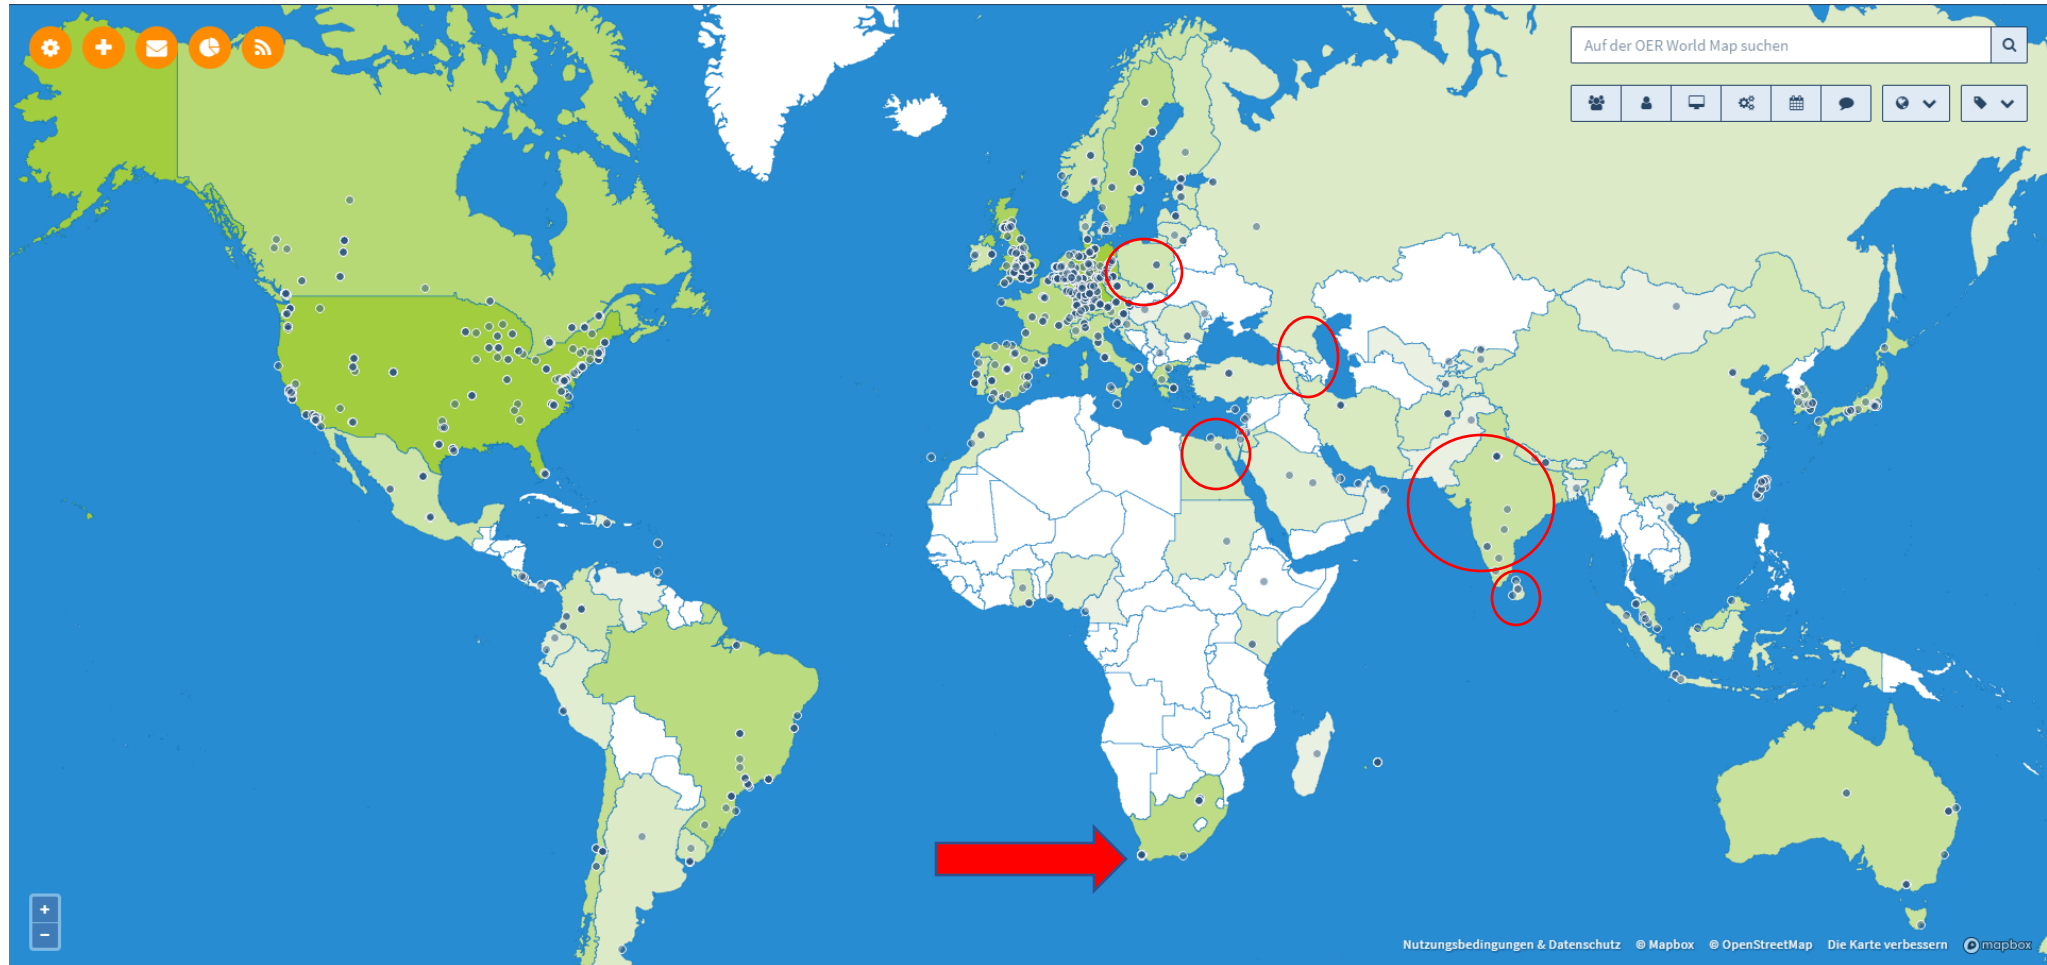 Auf der OER World Map suchen
+
−
Nutzungsbedingungen & Datenschutz © Mapbox © OpenStreetMap Die Karte verbessern mapbox